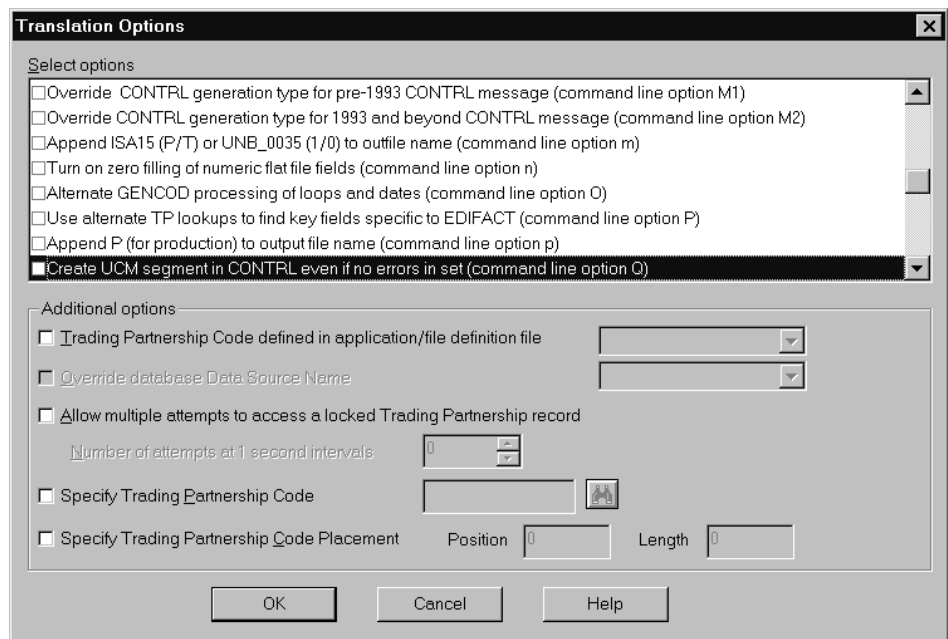 Translation Options
Select options
Override CONTRL generation type for pre-1993 CONTRL message (command line option M1)
Override CONTRL generation type for 1993 and beyond CONTRL message (command line option M2)
Append ISA15 (P/T) or UNB_0035 (1/0) to outfile name (command line option m)
Turn on zero filling of numeric flat file fields (command line option n)
Alternate GENCOD processing of loops and dates (command line option O)
Use alternate TP lookups to find key fields specific to EDIFACT (command line option P)
Append P (for production) to output file name (command line option p)
Create UCM segment in CONTRL even if no errors in set (command line option Q)
Additional options
Trading Partnership Code defined in application/file definition file
Override database Data Source Name
Allow multiple attempts to access a locked Trading Partnership record
Number of attempts at 1 second intervals 0
Specify Trading Partnership Code
Specify Trading Partnership Code Placement Position 0 Length 0
OK Cancel Help